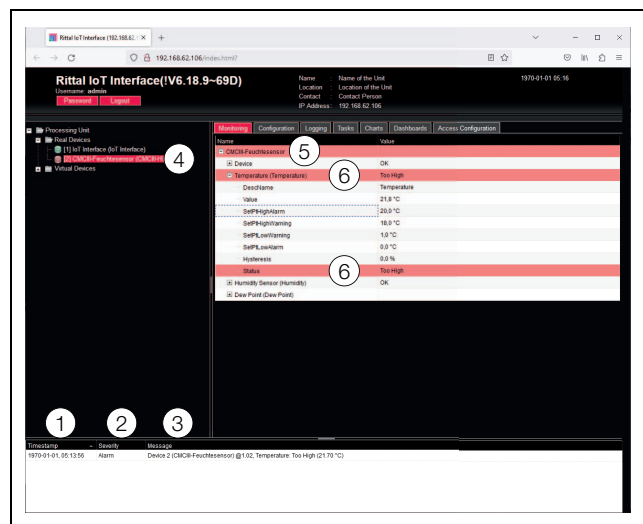 Rittal IoT Interface (192.168.62.
192.168.62.106/index.html?
Rittal IoT Interface(!V6.18.9~69D)
Username: admin
Password Logout
Name : Name of the Unit
Location : Location of the Unit
Contact : Contact Person
IP Address: 192.168.62.106
1970-01-01 05:16
Processing Unit
Real Devices
[1] IoT Interface (IoT Interface)
[2] CMCIII-Feuchtesensor (CMCIII-
4
Virtual Devices
Monitoring Configuration Logging Tasks Charts Dashboards Access Configuration
Name Value
CMCIII-Feuchtesensor 5
Device OK
Temperature (Temperature) 6 Too High
DescName Temperature
Value 21,8 °C
SetPtHighAlarm 20,0 °C
SetPtHighWarning 18,0 °C
SetPtLowWarning 1,0 °C
SetPtLowAlarm 0,0 °C
Hysteresis 0,0 %
Status 6 Too High
Humidity Sensor (Humidity) OK
Dew Point (Dew Point)
1 2 3
Timestamp Severity Message
1970-01-01, 05:13:56 Alarm Device 2 (CMCIII-Feuchtesensor) @1.02, Temperature: Too High (21.70 °C)